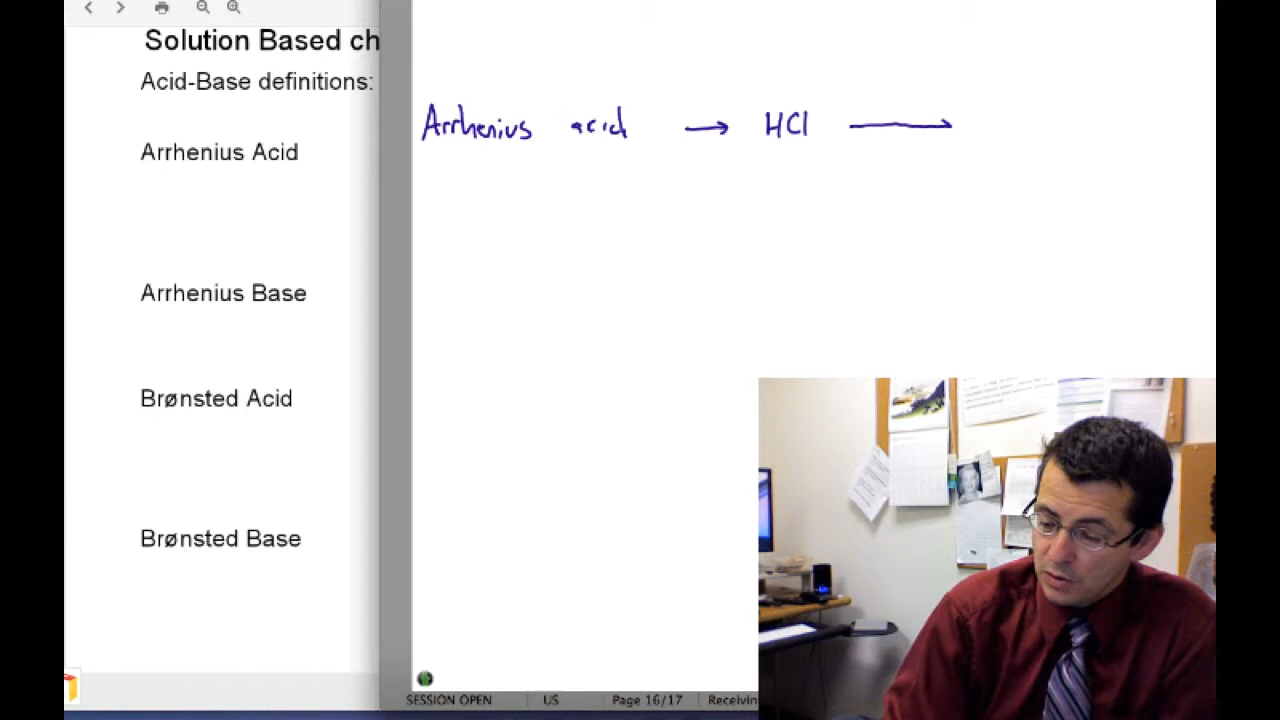 Solution Based ch
Acid-Base definitions:
Arrhenius acid → HCl →
Arrhenius Acid
Arrhenius Base
Brønsted Acid
Brønsted Base
SESSION OPEN US Page 16/17 Receivin